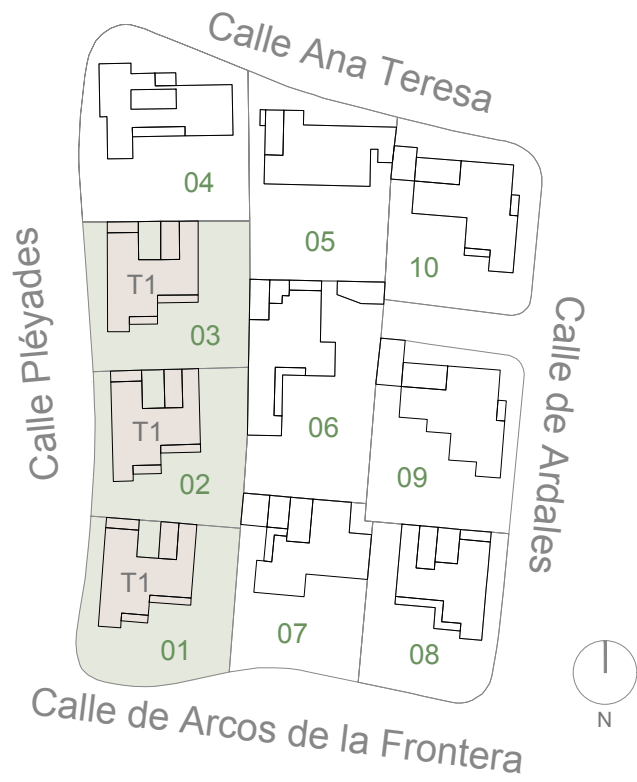 Calle Ana Teresa
04
05
10
T1
03
Calle Pléyades
Calle de Ardales
T1
02
06
09
T1
01
07
08
N
Calle de Arcos de la Frontera